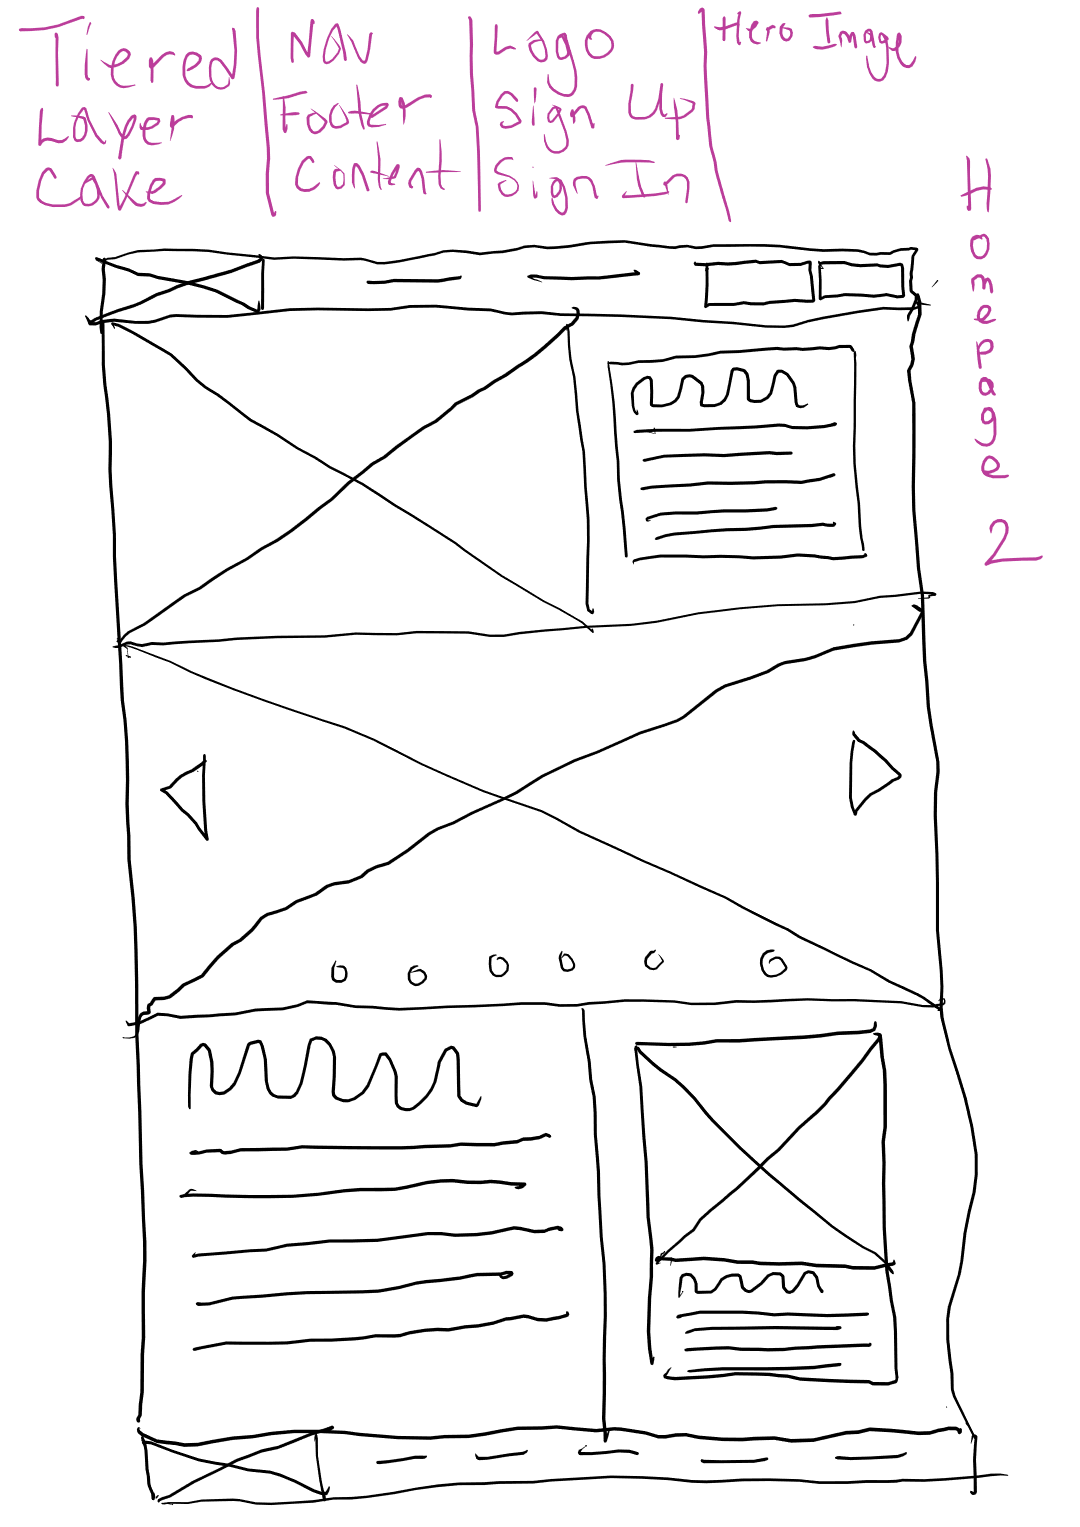 Tiered
Layer
Cake
Nav
Footer
Content
Logo
Sign Up
Sign In
Hero Image
Homepage 2